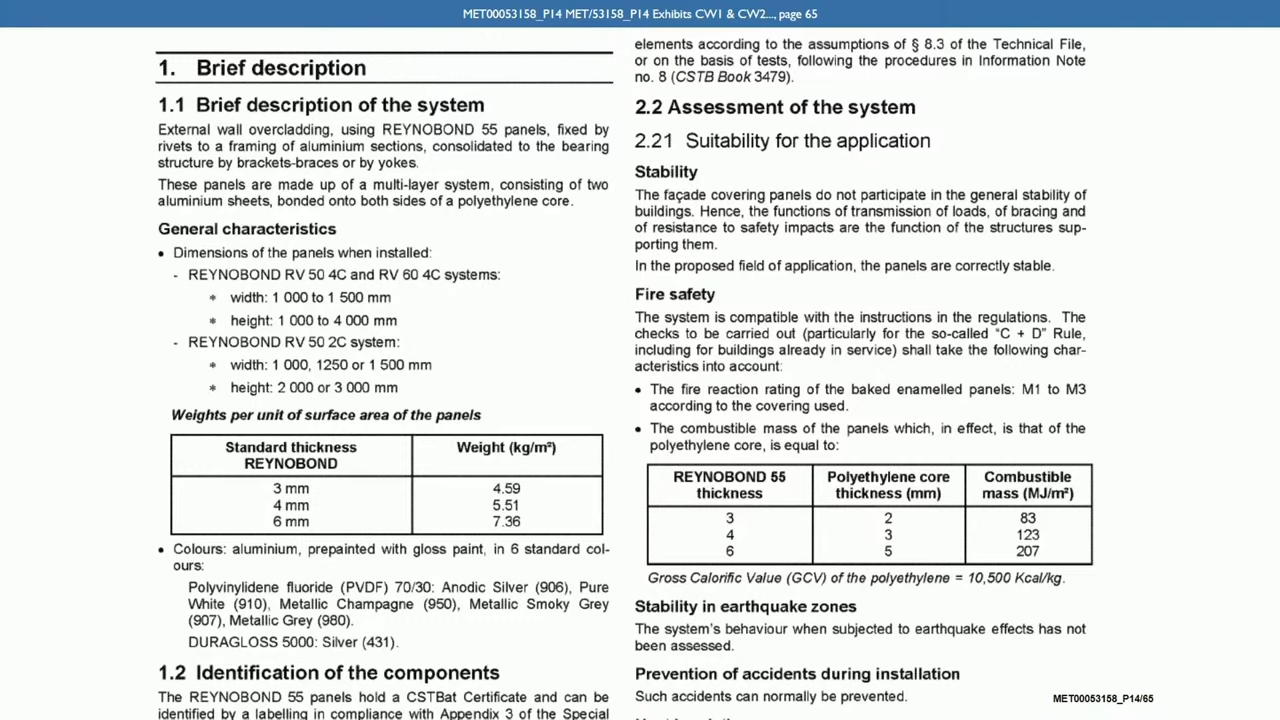 MET00053158_P14 MET/53158_P14 Exhibits CW1 & CW2..., page 65
1. Brief description
1.1 Brief description of the system
External wall overcladding, using REYNOBOND 55 panels, fixed by
rivets to a framing of aluminium sections, consolidated to the bearing
structure by brackets-braces or by yokes.
These panels are made up of a multi-layer system, consisting of two
aluminium sheets, bonded onto both sides of a polyethylene core.
General characteristics
• Dimensions of the panels when installed:
- REYNOBOND RV 50 4C and RV 60 4C systems:
* width: 1 000 to 1 500 mm
* height: 1 000 to 4 000 mm
- REYNOBOND RV 50 2C system:
* width: 1 000, 1250 or 1 500 mm
* height: 2 000 or 3 000 mm
Weights per unit of surface area of the panels
Standard thickness Weight (kg/m²)
REYNOBOND
3 mm 4.59
4 mm 5.51
6 mm 7.36
• Colours: aluminium, prepainted with gloss paint, in 6 standard col-
ours:
Polyvinylidene fluoride (PVDF) 70/30: Anodic Silver (906), Pure
White (910), Metallic Champagne (950), Metallic Smoky Grey
(907), Metallic Grey (980).
DURAGLOSS 5000: Silver (431).
1.2 Identification of the components
The REYNOBOND 55 panels hold a CSTBat Certificate and can be
identified by a labelling in compliance with Appendix 3 of the Special
elements according to the assumptions of § 8.3 of the Technical File,
or on the basis of tests, following the procedures in Information Note
no. 8 (CSTB Book 3479).
2.2 Assessment of the system
2.21 Suitability for the application
Stability
The façade covering panels do not participate in the general stability of
buildings. Hence, the functions of transmission of loads, of bracing and
of resistance to safety impacts are the function of the structures sup-
porting them.
In the proposed field of application, the panels are correctly stable.
Fire safety
The system is compatible with the instructions in the regulations. The
checks to be carried out (particularly for the so-called “C + D” Rule,
including for buildings already in service) shall take the following char-
acteristics into account:
• The fire reaction rating of the baked enamelled panels: M1 to M3
according to the covering used.
• The combustible mass of the panels which, in effect, is that of the
polyethylene core, is equal to:
REYNOBOND 55 Polyethylene core Combustible
thickness thickness (mm) mass (MJ/m²)
3 2 83
4 3 123
6 5 207
Gross Calorific Value (GCV) of the polyethylene = 10,500 Kcal/kg.
Stability in earthquake zones
The system's behaviour when subjected to earthquake effects has not
been assessed.
Prevention of accidents during installation
Such accidents can normally be prevented.
MET00053158_P14/65